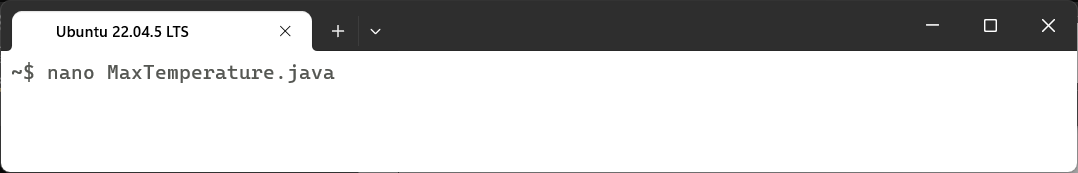 Ubuntu 22.04.5 LTS
~$ nano MaxTemperature.java